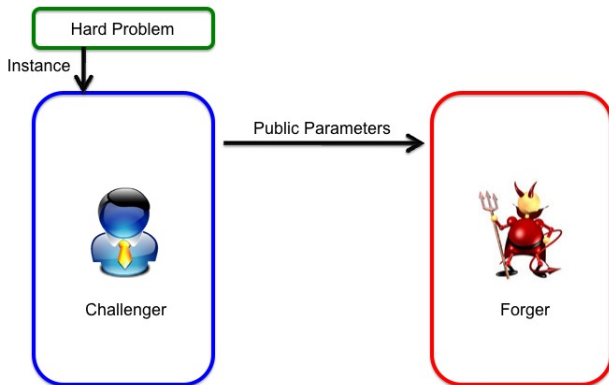 Hard Problem
Instance
Public Parameters
Challenger
Forger